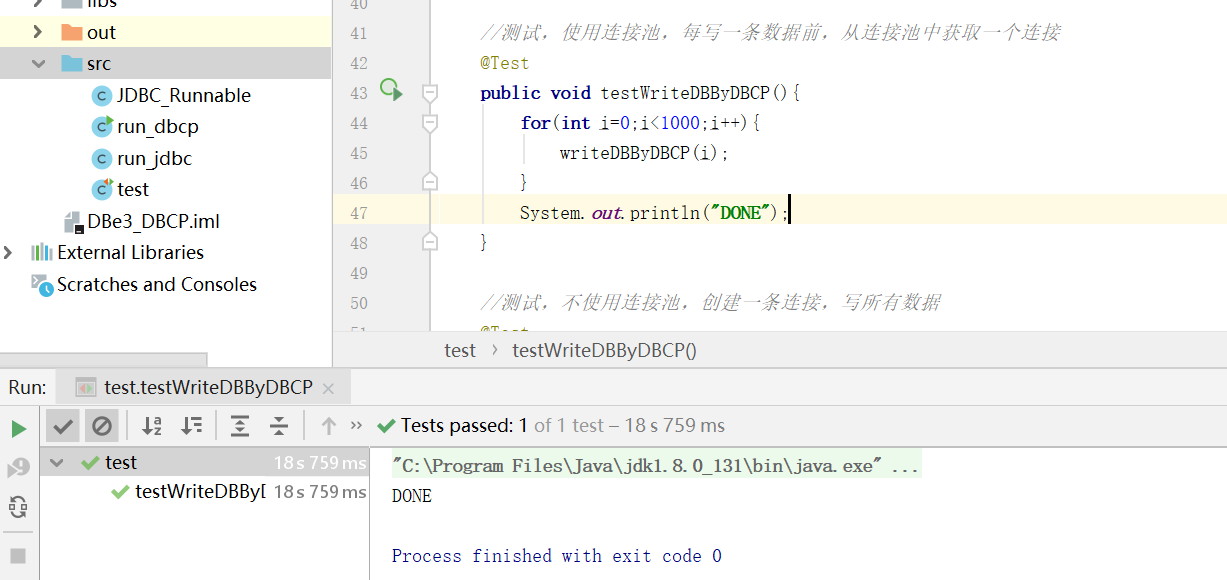 libs
out
src
JDBC_Runnable
run_dbcp
run_jdbc
test
DBe3_DBCP.iml
External Libraries
Scratches and Consoles
40
41 //测试，使用连接池，每写一条数据前，从连接池中获取一个连接
42 @Test
43 public void testWriteDBByDBCP(){
44 for(int i=0;i<1000;i++){
45 writeDBByDBCP(i);
46 }
47 System.out.println("DONE");
48 }
49
50 //测试，不使用连接池，创建一条连接，写所有数据
51 @Test
test › testWriteDBByDBCP()
Run: test.testWriteDBByDBCP ×
Tests passed: 1 of 1 test – 18 s 759 ms
test 18 s 759 ms
testWriteDBBy[ 18 s 759 ms
"C:\Program Files\Java\jdk1.8.0_131\bin\java.exe" ...
DONE
Process finished with exit code 0